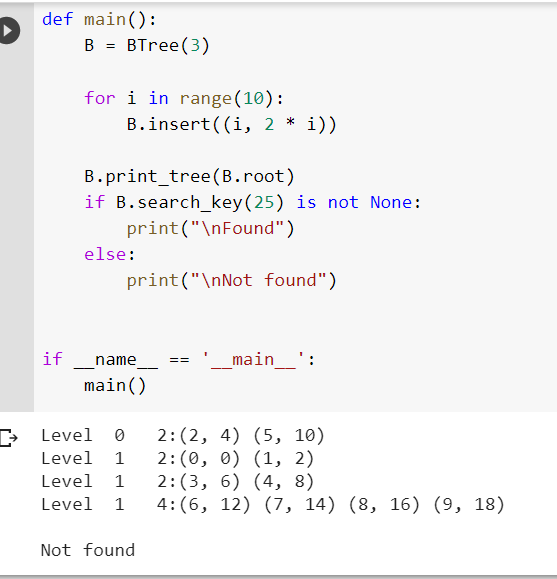 def main():
    B = BTree(3)
    for i in range(10):
        B.insert((i, 2 * i))
    B.print_tree(B.root)
    if B.search_key(25) is not None:
        print("\nFound")
    else:
        print("\nNot found")
if __name__ == '__main__':
    main()
Level  0   2:(2, 4) (5, 10)
Level  1   2:(0, 0) (1, 2)
Level  1   2:(3, 6) (4, 8)
Level  1   4:(6, 12) (7, 14) (8, 16) (9, 18)
Not found